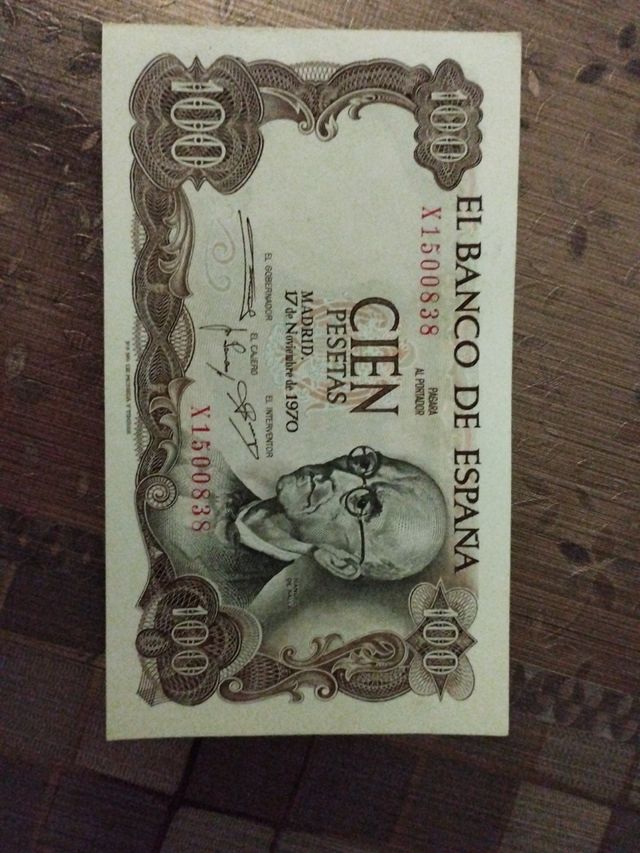 100
100
EL BANCO DE ESPAÑA
X1500838
PAGARA
AL PORTADOR
CIEN
PESETAS
MADRID,
17 de Noviembre de 1970
EL GOBERNADOR
EL CAJERO
EL INTERVENTOR
X1500838
100
100